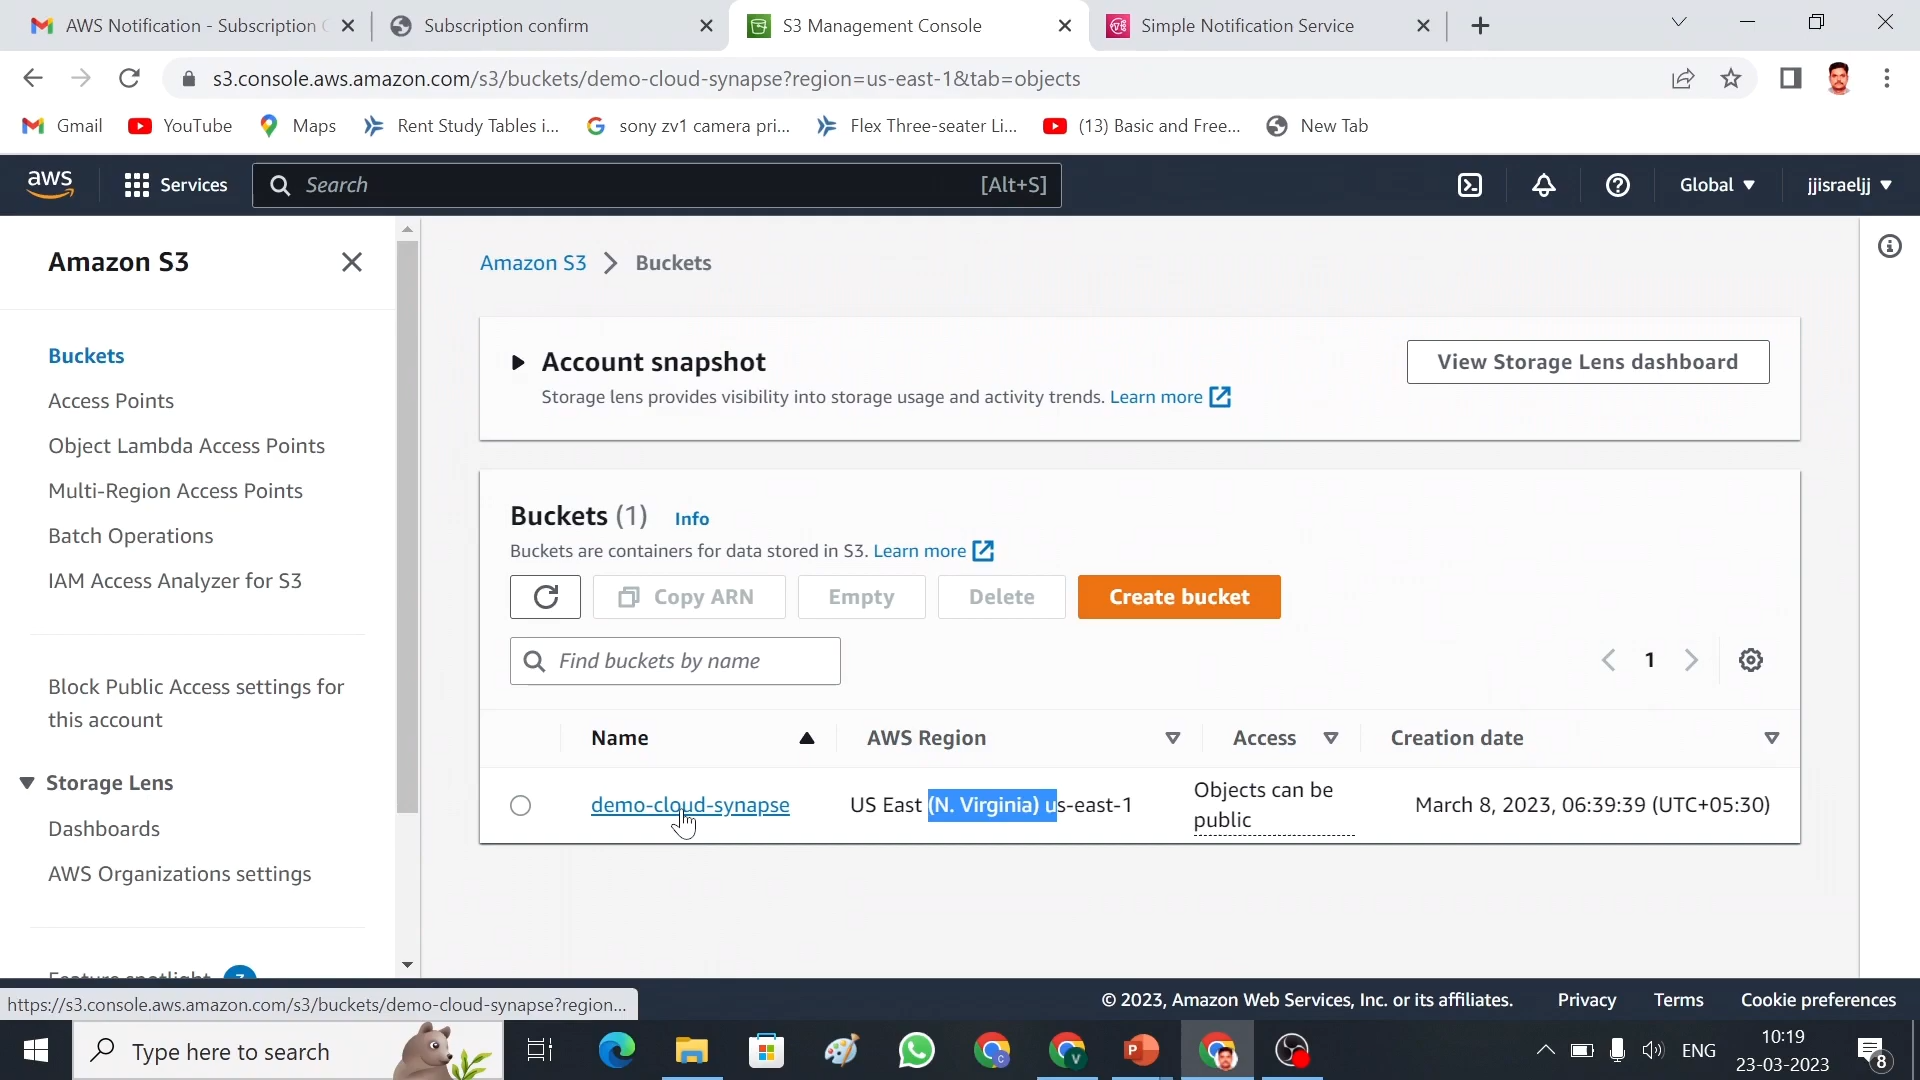 AWS Notification - Subscription C
Subscription confirm
S3 Management Console
Simple Notification Service
s3.console.aws.amazon.com/s3/buckets/demo-cloud-synapse?region=us-east-1&tab=objects
Gmail
YouTube
Maps
Rent Study Tables i...
sony zv1 camera pri...
Flex Three-seater Li...
(13) Basic and Free...
New Tab
aws
Services
Search
[Alt+S]
Global
jjisraeljj
Amazon S3
Buckets
Access Points
Object Lambda Access Points
Multi-Region Access Points
Batch Operations
IAM Access Analyzer for S3
Block Public Access settings for
this account
Storage Lens
Dashboards
AWS Organizations settings
Feature spotlight
Amazon S3 > Buckets
Account snapshot
Storage lens provides visibility into storage usage and activity trends. Learn more
View Storage Lens dashboard
Buckets (1) Info
Buckets are containers for data stored in S3. Learn more
Copy ARN
Empty
Delete
Create bucket
Find buckets by name
1
Name
AWS Region
Access
Creation date
demo-cloud-synapse
US East (N. Virginia) us-east-1
Objects can be
public
March 8, 2023, 06:39:39 (UTC+05:30)
https://s3.console.aws.amazon.com/s3/buckets/demo-cloud-synapse?region...
© 2023, Amazon Web Services, Inc. or its affiliates.
Privacy
Terms
Cookie preferences
Type here to search
ENG
10:19
23-03-2023
8